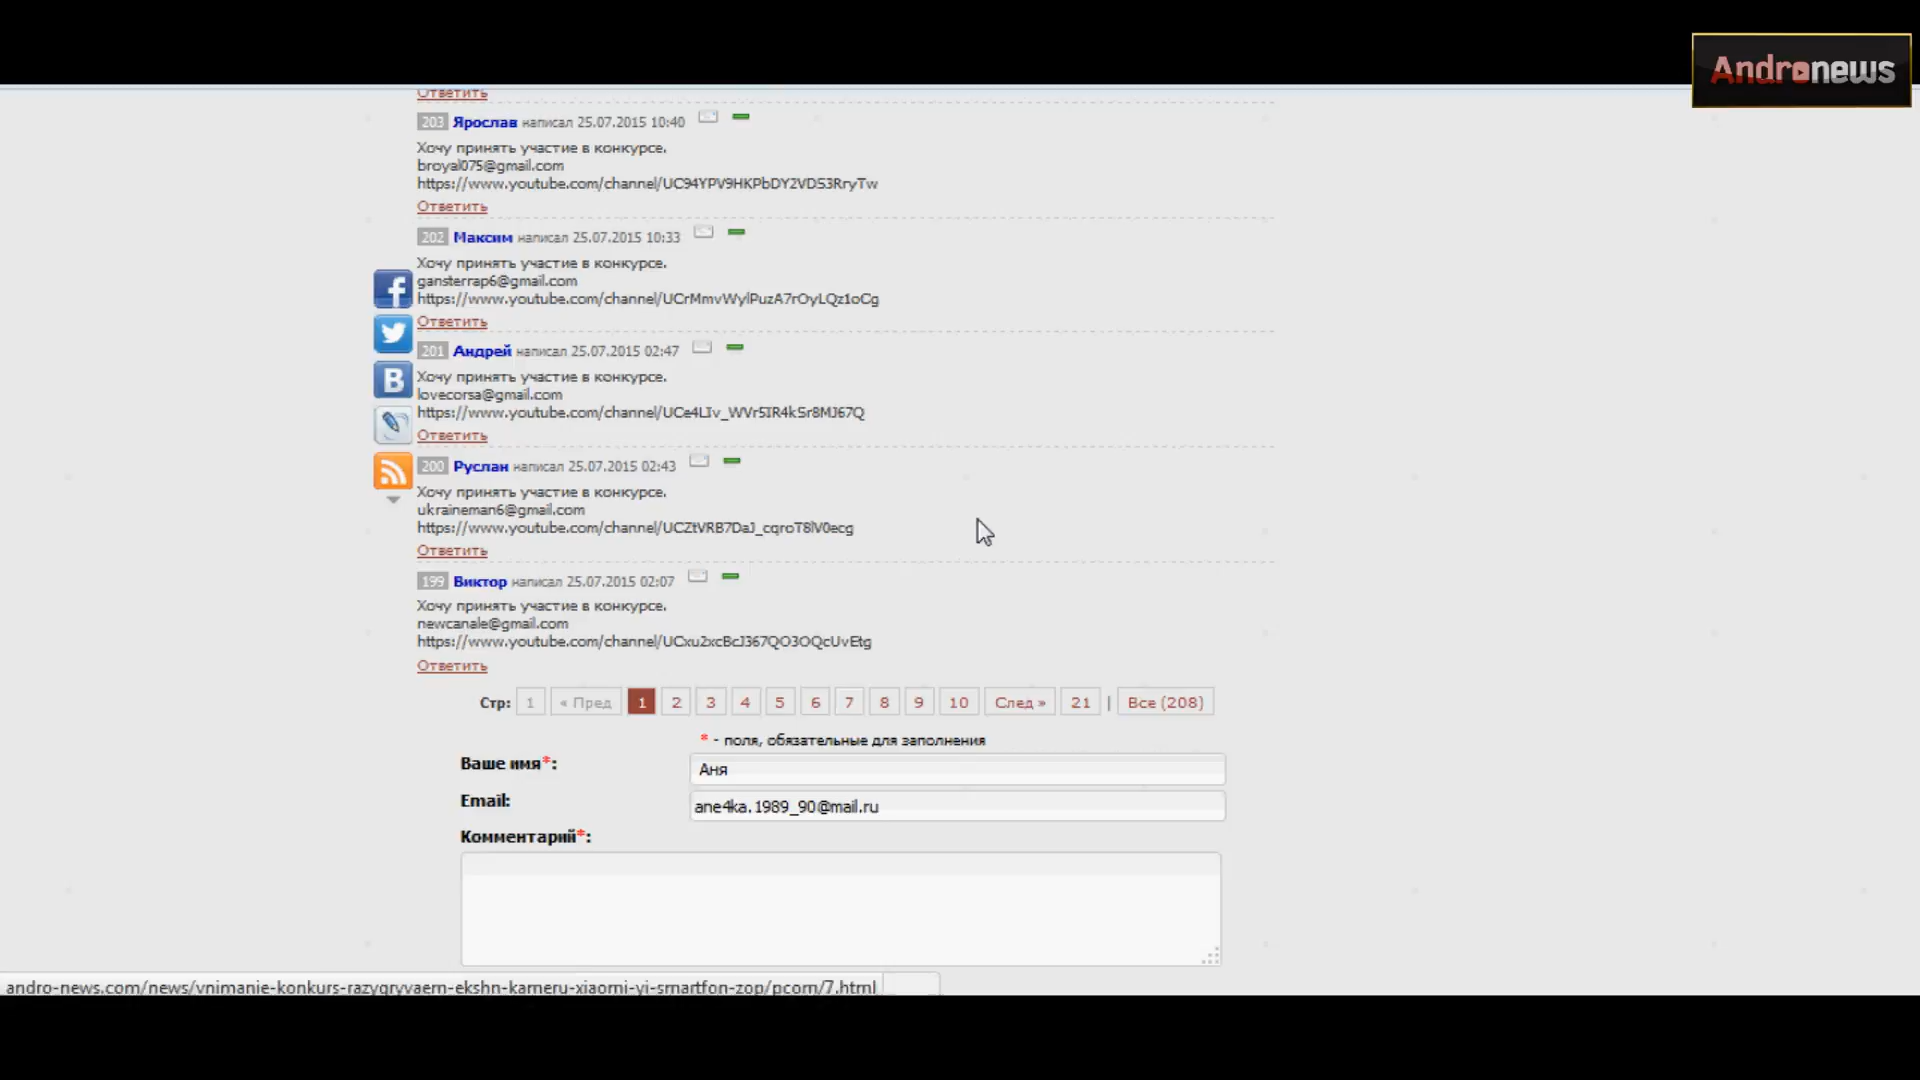 Andronews
Ответить
203 Ярослав написал 25.07.2015 10:40
Хочу принять участие в конкурсе.
broyal075@gmail.com
https://www.youtube.com/channel/UC94YPV9HKPbDY2VDS3RryTw
Ответить
202 Максим написал 25.07.2015 10:33
Хочу принять участие в конкурсе.
gansterrap6@gmail.com
https://www.youtube.com/channel/UCrMmvWylPuzA7rOyLQz1oCg
Ответить
201 Андрей написал 25.07.2015 02:47
Хочу принять участие в конкурсе.
lovecorsa@gmail.com
https://www.youtube.com/channel/UCe4LIv_WVr5IR4kSr8MJ67Q
Ответить
200 Руслан написал 25.07.2015 02:43
Хочу принять участие в конкурсе.
ukraineman6@gmail.com
https://www.youtube.com/channel/UCZtVRB7DaJ_cqroT8lV0ecg
Ответить
199 Виктор написал 25.07.2015 02:07
Хочу принять участие в конкурсе.
newcanale@gmail.com
https://www.youtube.com/channel/UCxu2xcBcJ367QO3OQcUvEtg
Ответить
Стр: 1 « Пред 1 2 3 4 5 6 7 8 9 10 След » 21 | Все (208)
* - поля, обязательные для заполнения
Ваше имя*: Аня
Email: ane4ka.1989_90@mail.ru
Комментарий*:
andro-news.com/news/vnimanie-konkurs-razygryvaem-ekshn-kameru-xiaomi-yi-smartfon-zop/pcom/7.html